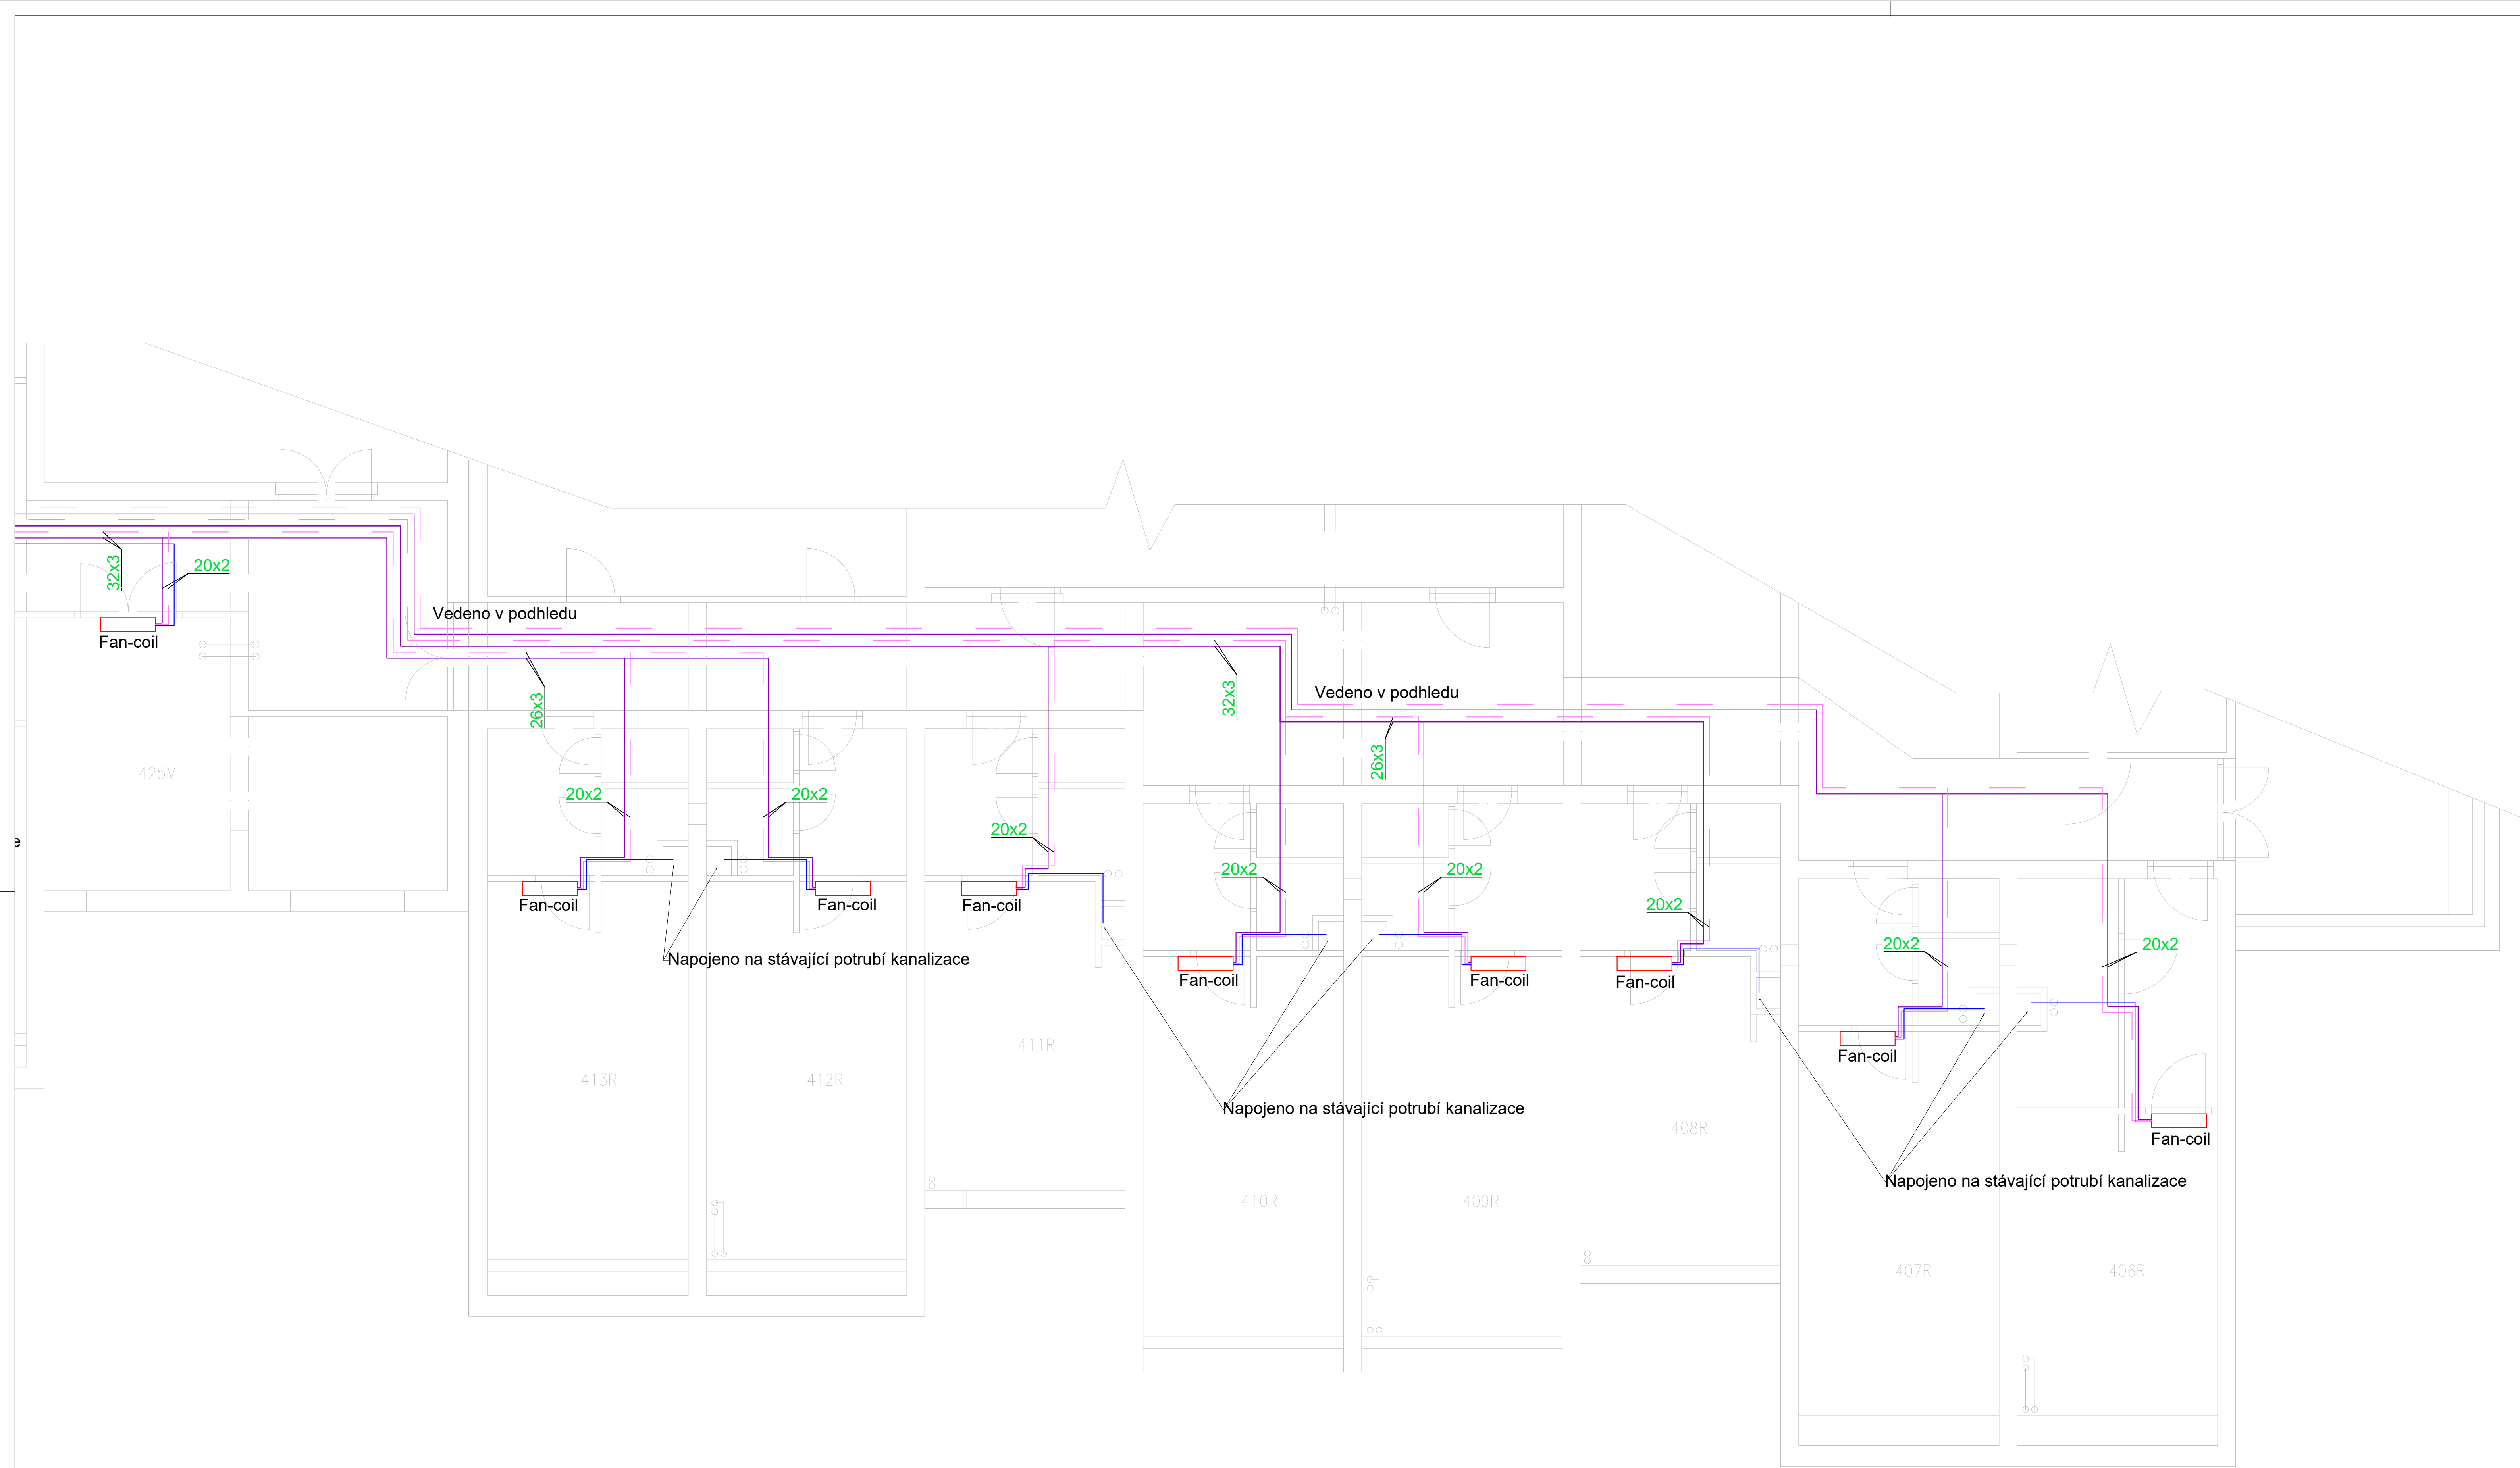 32x3
20x2
Fan-coil
Vedeno v podhledu
26x3
32x3
Vedeno v podhledu
26x3
425M
20x2
20x2
20x2
e
20x2
20x2
20x2
20x2
20x2
Fan-coil
Fan-coil
Fan-coil
Napojeno na stávající potrubí kanalizace
Fan-coil
Fan-coil
Fan-coil
411R
Fan-coil
413R
412R
Napojeno na stávající potrubí kanalizace
408R
Fan-coil
Napojeno na stávající potrubí kanalizace
410R
409R
407R
406R